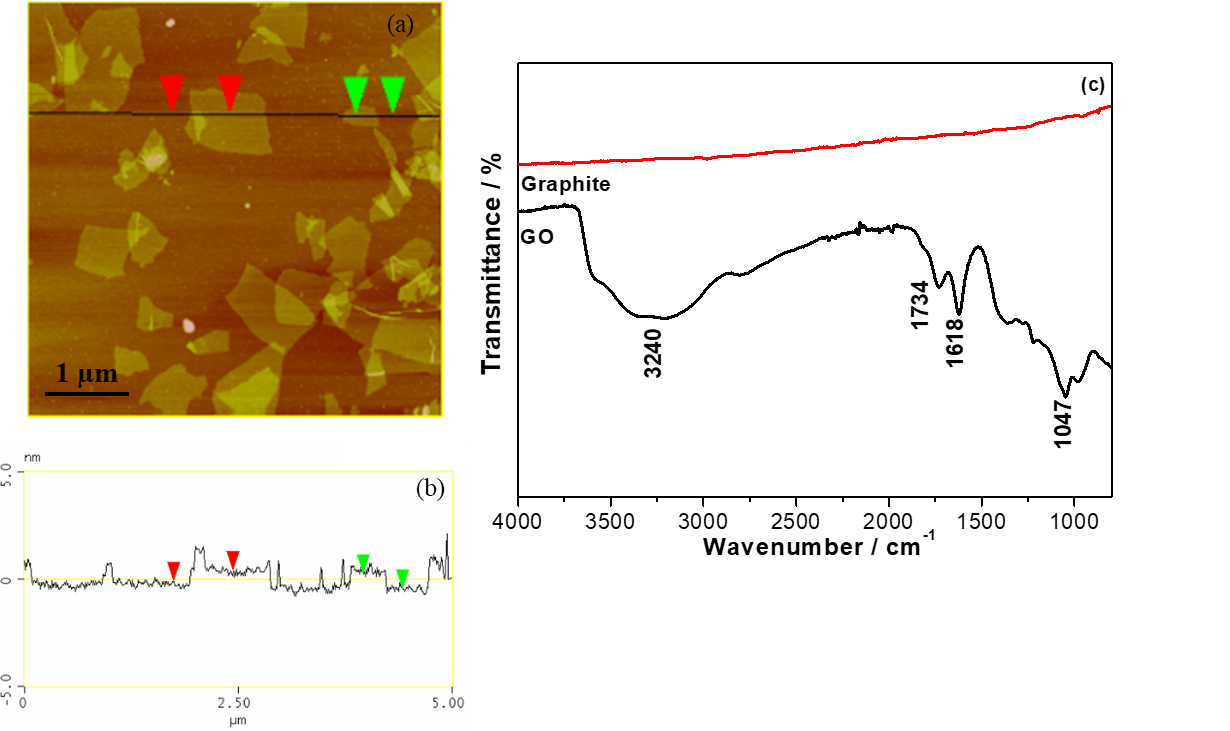 (a)
1 µm
nm
5.0
(b)
0
-5.0
0
2.50
5.00
µm
(c)
Graphite
GO
3240
1734
1618
1047
Transmittance / %
4000
3500
3000
2500
2000
1500
1000
Wavenumber / cm-1